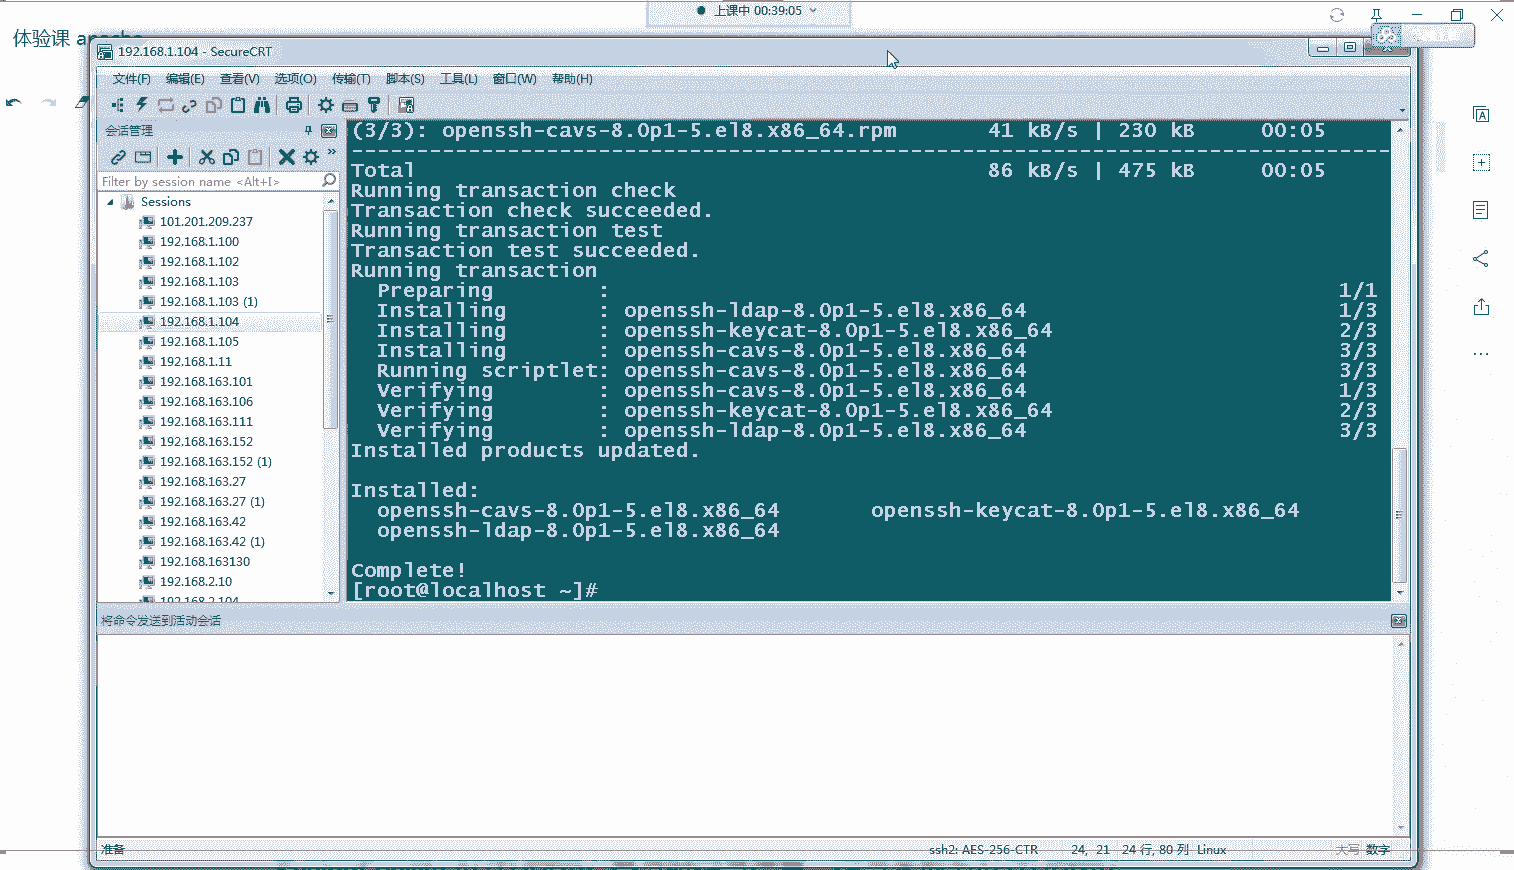 上课中 00:39:05
体验课 apache
192.168.1.104 - SecureCRT
文件(F) 编辑(E) 查看(V) 选项(O) 传输(T) 脚本(S) 工具(L) 窗口(W) 帮助(H)
会话管理
Filter by session name <Alt+I>
Sessions
101.201.209.237
192.168.1.100
192.168.1.102
192.168.1.103
192.168.1.103 (1)
192.168.1.104
192.168.1.105
192.168.1.11
192.168.163.101
192.168.163.106
192.168.163.111
192.168.163.152
192.168.163.152 (1)
192.168.163.27
192.168.163.27 (1)
192.168.163.42
192.168.163.42 (1)
192.168.163130
192.168.2.10
192.168.2.104
(3/3): openssh-cavs-8.0p1-5.el8.x86_64.rpm 41 kB/s | 230 kB 00:05
--------------------------------------------------------------------------------
Total 86 kB/s | 475 kB 00:05
Running transaction check
Transaction check succeeded.
Running transaction test
Transaction test succeeded.
Running transaction
Preparing : 1/1
Installing : openssh-ldap-8.0p1-5.el8.x86_64 1/3
Installing : openssh-keycat-8.0p1-5.el8.x86_64 2/3
Installing : openssh-cavs-8.0p1-5.el8.x86_64 3/3
Running scriptlet: openssh-cavs-8.0p1-5.el8.x86_64 3/3
Verifying : openssh-cavs-8.0p1-5.el8.x86_64 1/3
Verifying : openssh-keycat-8.0p1-5.el8.x86_64 2/3
Verifying : openssh-ldap-8.0p1-5.el8.x86_64 3/3
Installed products updated.
Installed:
openssh-cavs-8.0p1-5.el8.x86_64 openssh-keycat-8.0p1-5.el8.x86_64
openssh-ldap-8.0p1-5.el8.x86_64
Complete!
[root@localhost ~]#
将命令发送到活动会话
准备 ssh2: AES-256-CTR 24, 21 24 行, 80 列 Linux 大写 数字